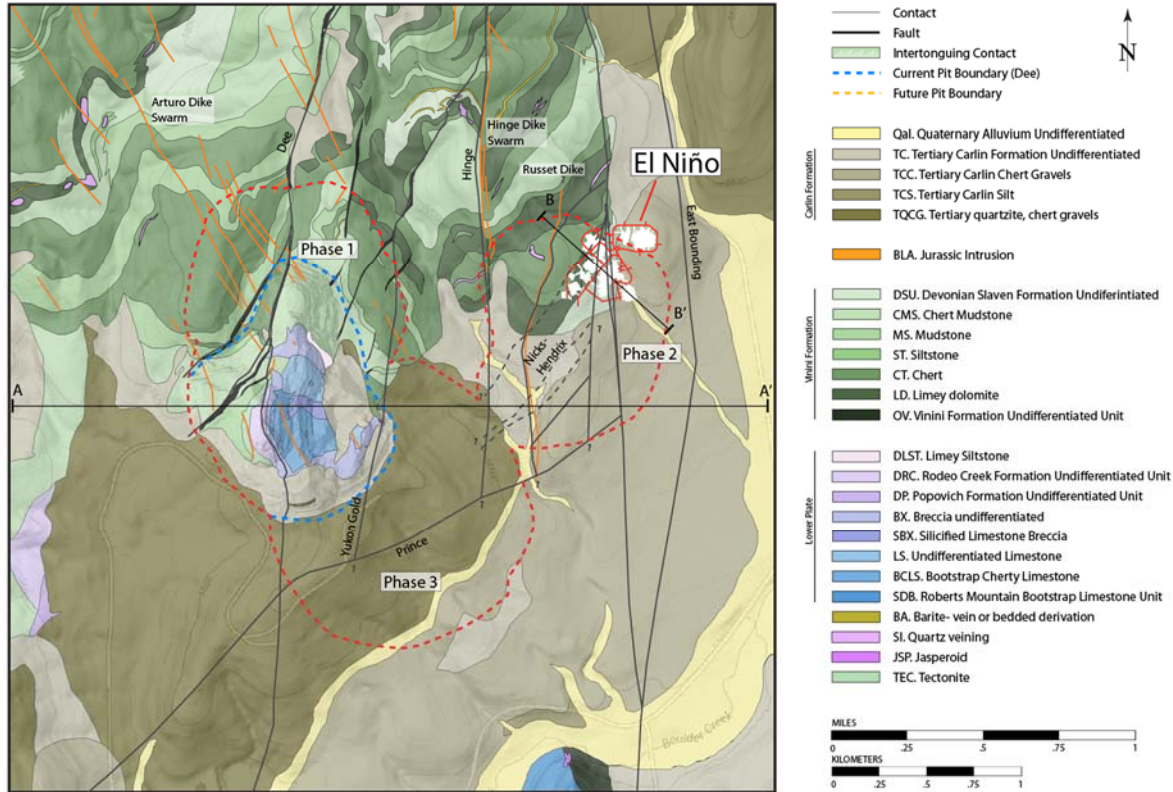 Arturo Dike
Swarm
Dee
Hinge Dike
Swarm
Hinge
Russet Dike
El Niño
B
East Bounding
Phase 1
B'
Phase 2
Nicks-
Hendrix
A
A'
?
?
?
?
?
?
?
Yukon Gold
Prince
Phase 3
Boulder Creek
Contact
Fault
Intertonguing Contact
Current Pit Boundary (Dee)
Future Pit Boundary
N
Carlin Formation
Qal. Quaternary Alluvium Undifferentiated
TC. Tertiary Carlin Formation Undifferentiated
TCC. Tertiary Carlin Chert Gravels
TCS. Tertiary Carlin Silt
TQCG. Tertiary quartzite, chert gravels
BLA. Jurassic Intrusion
Vinini Formation
DSU. Devonian Slaven Formation Undiferintiated
CMS. Chert Mudstone
MS. Mudstone
ST. Siltstone
CT. Chert
LD. Limey dolomite
OV. Vinini Formation Undifferentiated Unit
Lower Plate
DLST. Limey Siltstone
DRC. Rodeo Creek Formation Undifferentiated Unit
DP. Popovich Formation Undifferentiated Unit
BX. Breccia undifferentiated
SBX. Silicified Limestone Breccia
LS. Undifferentiated Limestone
BCLS. Bootstrap Cherty Limestone
SDB. Roberts Mountain Bootstrap Limestone Unit
BA. Barite- vein or bedded derivation
SI. Quartz veining
JSP. Jasperoid
TEC. Tectonite
MILES
0 .25 .5 .75 1
KILOMETERS
0 .25 .5 .75 1